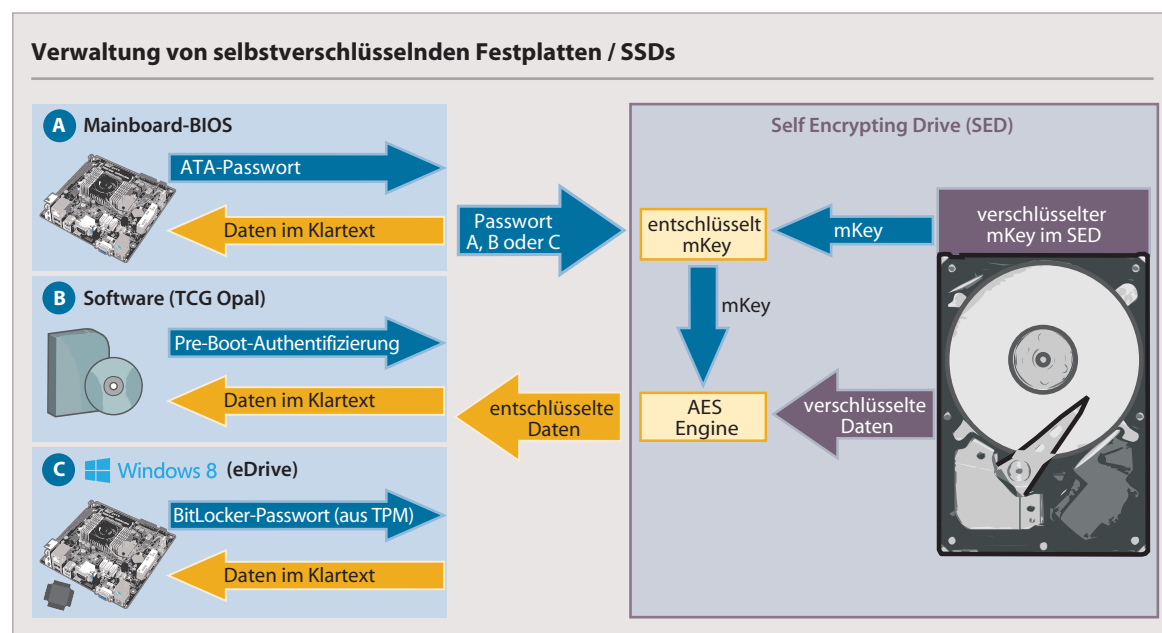 Verwaltung von selbstverschlüsselnden Festplatten / SSDs
A Mainboard-BIOS
ATA-Passwort
Daten im Klartext
B Software (TCG Opal)
Pre-Boot-Authentifizierung
Daten im Klartext
C Windows 8 (eDrive)
BitLocker-Passwort (aus TPM)
Daten im Klartext
Passwort
A, B oder C
entschlüsselte
Daten
Self Encrypting Drive (SED)
entschlüsselt
mKey
mKey
verschlüsselter
mKey im SED
mKey
AES
Engine
verschlüsselte
Daten